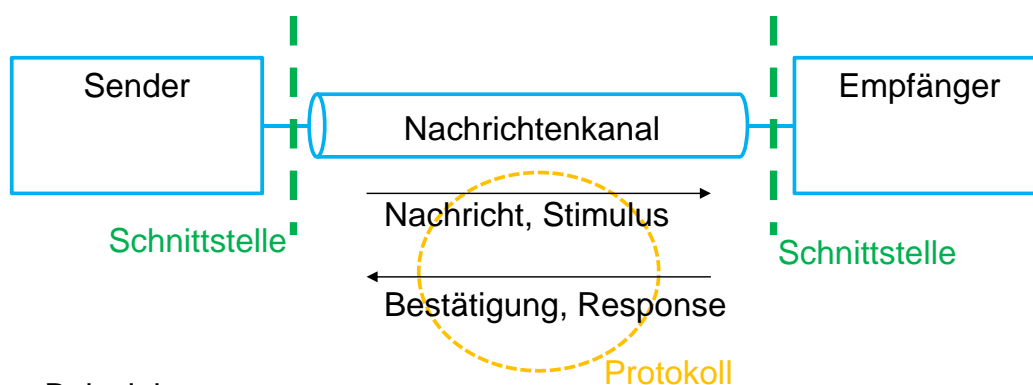 Sender
Empfänger
Nachrichtenkanal
Nachricht, Stimulus
Schnittstelle
Schnittstelle
Bestätigung, Response
Protokoll